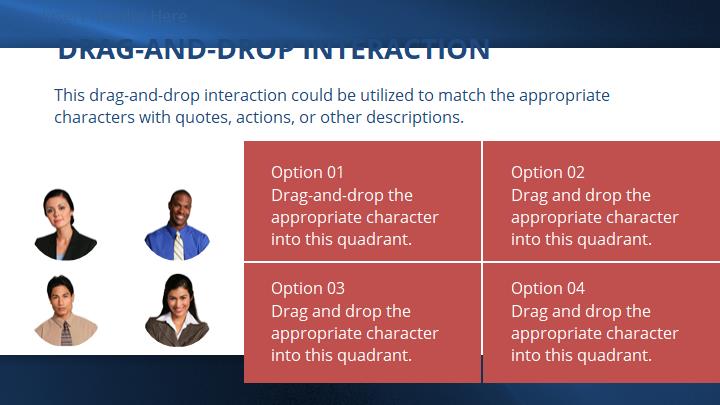 Here
DRAG-AND-DROP INTERACTION
This drag-and-drop interaction could be utilized to match the appropriate
characters with quotes, actions, or other descriptions.
Option 01
Drag-and-drop the
appropriate character
into this quadrant.
Option 02
Drag and drop the
appropriate character
into this quadrant.
Option 03
Drag and drop the
appropriate character
into this quadrant.
Option 04
Drag and drop the
appropriate character
into this quadrant.